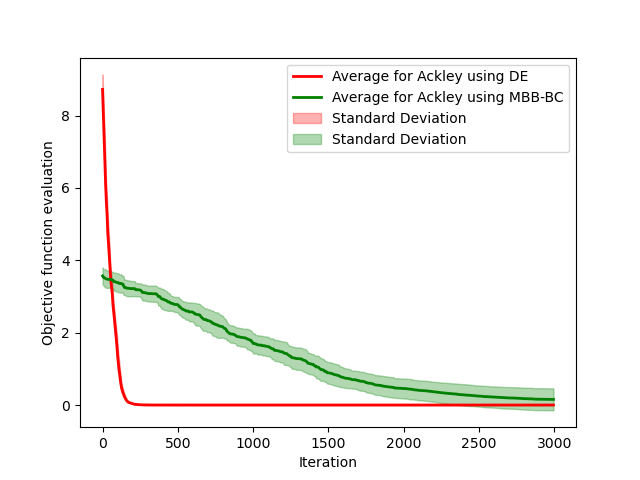 Average for Ackley using DE
Average for Ackley using MBB-BC
Standard Deviation
Standard Deviation
Objective function evaluation
8
6
4
2
0
0 500 1000 1500 2000 2500 3000
Iteration